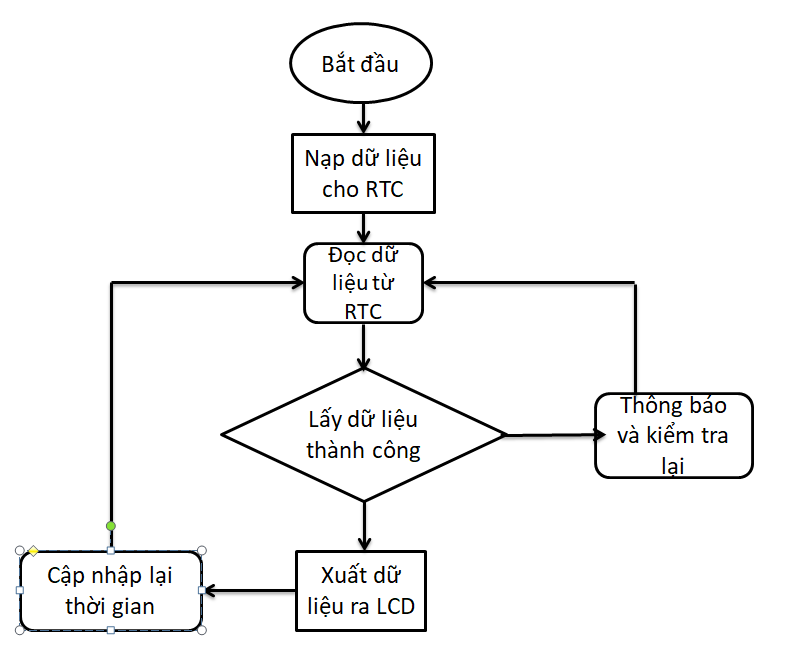 Bắt đầu
Nạp dữ liệu
cho RTC
Đọc dữ
liệu từ
RTC
Lấy dữ liệu
thành công
Thông báo
và kiểm tra
lại
Xuất dữ
liệu ra LCD
Cập nhập lại
thời gian